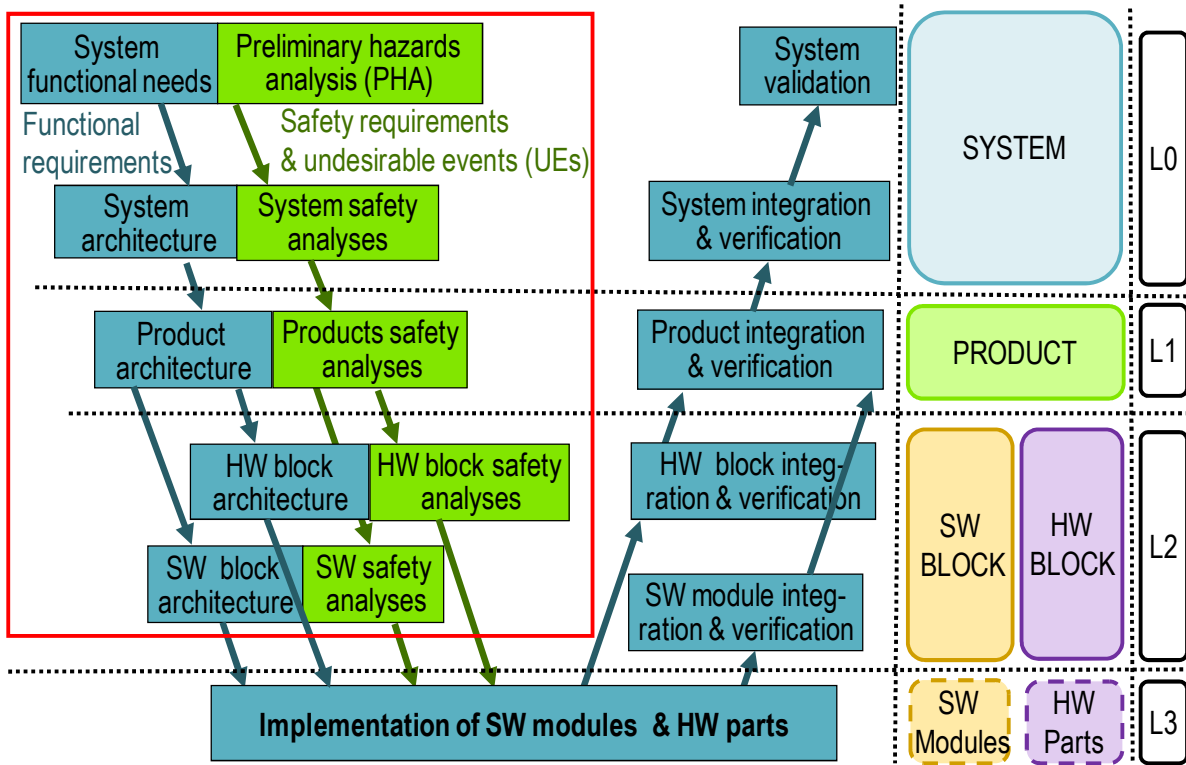 System
functional needs
Preliminary hazards
analysis (PHA)
Functional
requirements
Safety requirements
& undesirable events (UEs)
System
architecture
System safety
analyses
Product
architecture
Products safety
analyses
HW block
architecture
HW block safety
analyses
SW block
architecture
SW safety
analyses
Implementation of SW modules & HW parts
System
validation
System integration
& verification
Product integration
& verification
HW block integ-
ration & verification
SW module integ-
ration & verification
SYSTEM
L0
PRODUCT
L1
SW
BLOCK
HW
BLOCK
L2
SW
Modules
HW
Parts
L3